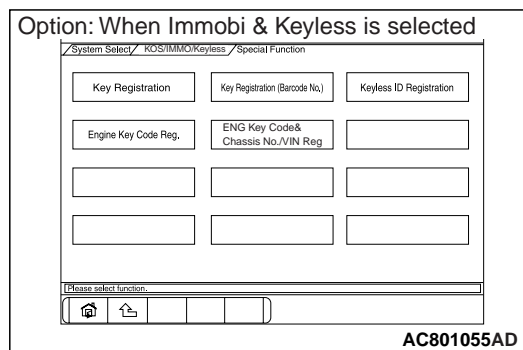 Option: When Immobi & Keyless is selected
System Select/ KOS/IMMO/Keyless /Special Function
Key Registration
Key Registration (Barcode No.)
Keyless ID Registration
Engine Key Code Reg.
ENG Key Code&
Chassis No./VIN Reg
Please select function.
AC801055AD